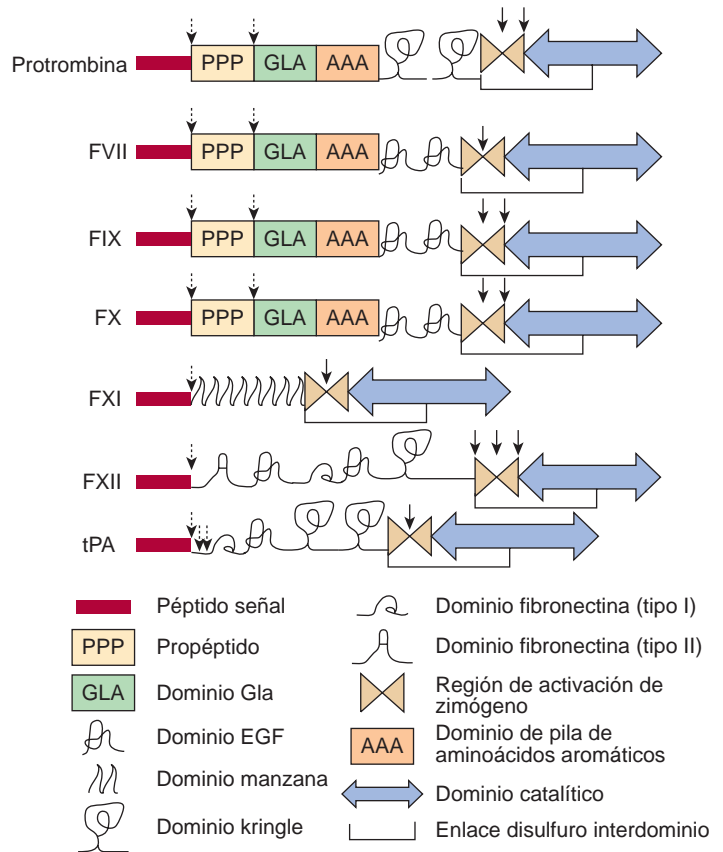 Protrombina PPP GLA AAA
FVII PPP GLA AAA
FIX PPP GLA AAA
FX PPP GLA AAA
FXI
FXII
tPA
Péptido señal
PPP Propéptido
GLA Dominio Gla
Dominio EGF
Dominio manzana
Dominio kringle
Dominio fibronectina (tipo I)
Dominio fibronectina (tipo II)
Región de activación de
zimógeno
AAA Dominio de pila de
aminoácidos aromáticos
Dominio catalítico
Enlace disulfuro interdominio